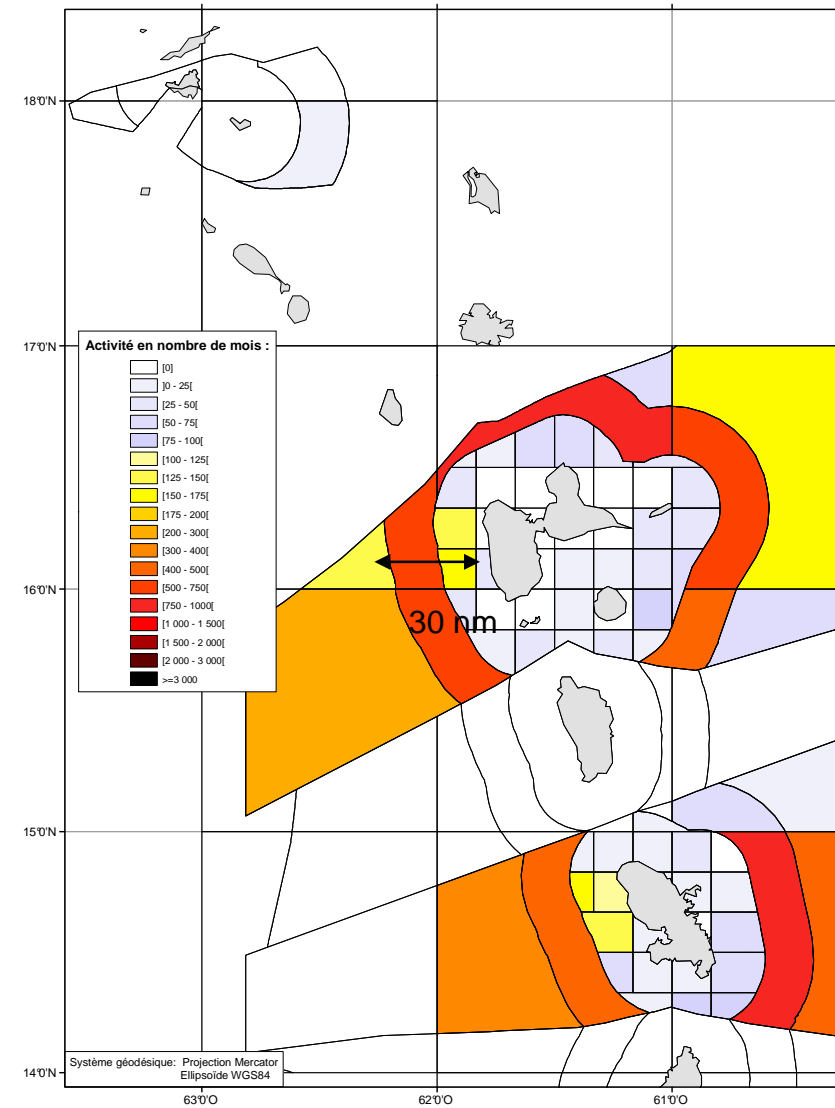 18°0'N
17°0'N
Activité en nombre de mois :
[0]
]0 - 25[
[25 - 50[
[50 - 75[
[75 - 100[
[100 - 125[
[125 - 150[
[150 - 175[
[175 - 200[
[200 - 300[
[300 - 400[
[400 - 500[
[500 - 750[
[750 - 1000[
[1 000 - 1 500[
[1 500 - 2 000[
[2 000 - 3 000[
>=3 000
16°0'N
30 nm
15°0'N
14°0'N
Système géodésique: Projection Mercator
Ellipsoïde WGS84
63°0'O
62°0'O
61°0'O